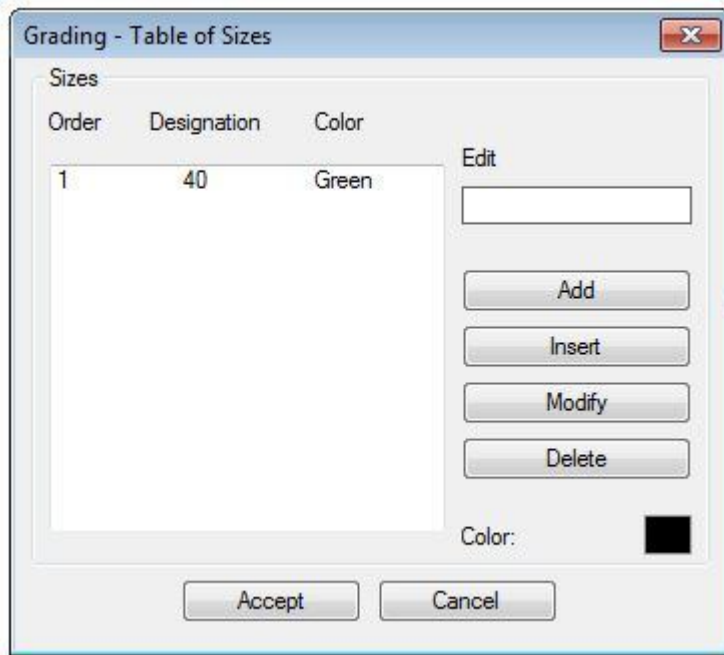 Grading - Table of Sizes
Sizes
Order Designation Color
Edit
1 40 Green
Add
Insert
Modify
Delete
Color:
Accept Cancel